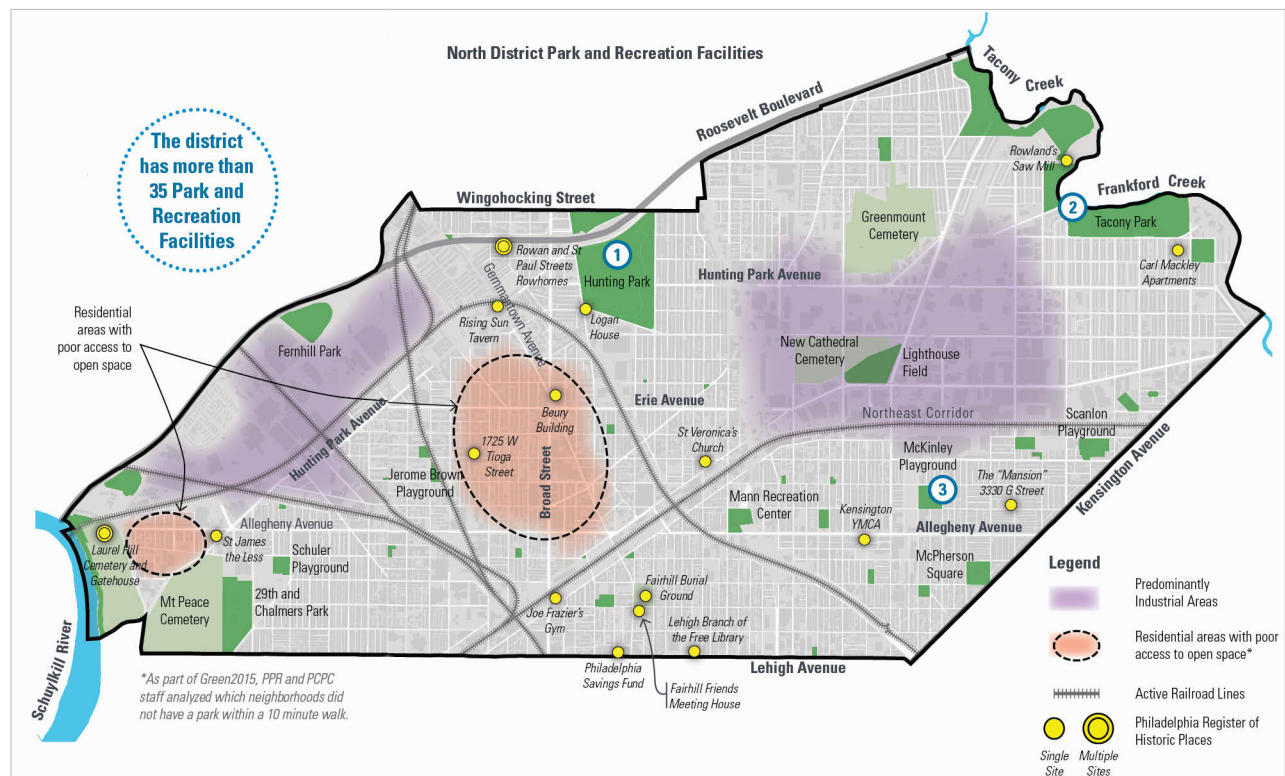 North District Park and Recreation Facilities
The district
has more than
35 Park and
Recreation
Facilities
Tacony
Creek
Roosevelt Boulevard
Rowland's
Saw Mill
Wingohocking Street
Frankford Creek
2
Tacony Park
Greenmount
Cemetery
1
Hunting Park
Rowan and St
Paul Streets
Rowhomes
Germantown Avenue
Hunting Park Avenue
Carl Mackley
Apartments
Residential
areas with
poor access to
open space
Fernhill Park
Rising Sun
Tavern
Logan
House
New Cathedral
Cemetery
Lighthouse
Field
Hunting Park Avenue
Beury
Building
Erie Avenue
Northeast Corridor
Scanlon
Playground
Kensington Avenue
1725 W
Tioga
Street
Broad Street
St Veronica's
Church
McKinley
Playground
3
The "Mansion"
3330 G Street
Jerome Brown
Playground
Mann Recreation
Center
Kensington
YMCA
Allegheny Avenue
Allegheny Avenue
St James
the Less
Laurel Hill
Cemetery and
Gatehouse
Schuler
Playground
McPherson
Square
Mt Peace
Cemetery
29th and
Chalmers Park
Joe Frazier's
Gym
Fairhill Burial
Ground
Lehigh Branch of
the Free Library
Schuylkill River
Philadelphia
Savings Fund
Fairhill Friends
Meeting House
Lehigh Avenue
*As part of Green2015, PPR and PCPC
staff analyzed which neighborhoods did
not have a park within a 10 minute walk.
Legend
Predominantly
Industrial Areas
Residential areas with poor
access to open space*
Active Railroad Lines
Philadelphia Register of
Historic Places
Single
Site
Multiple
Sites